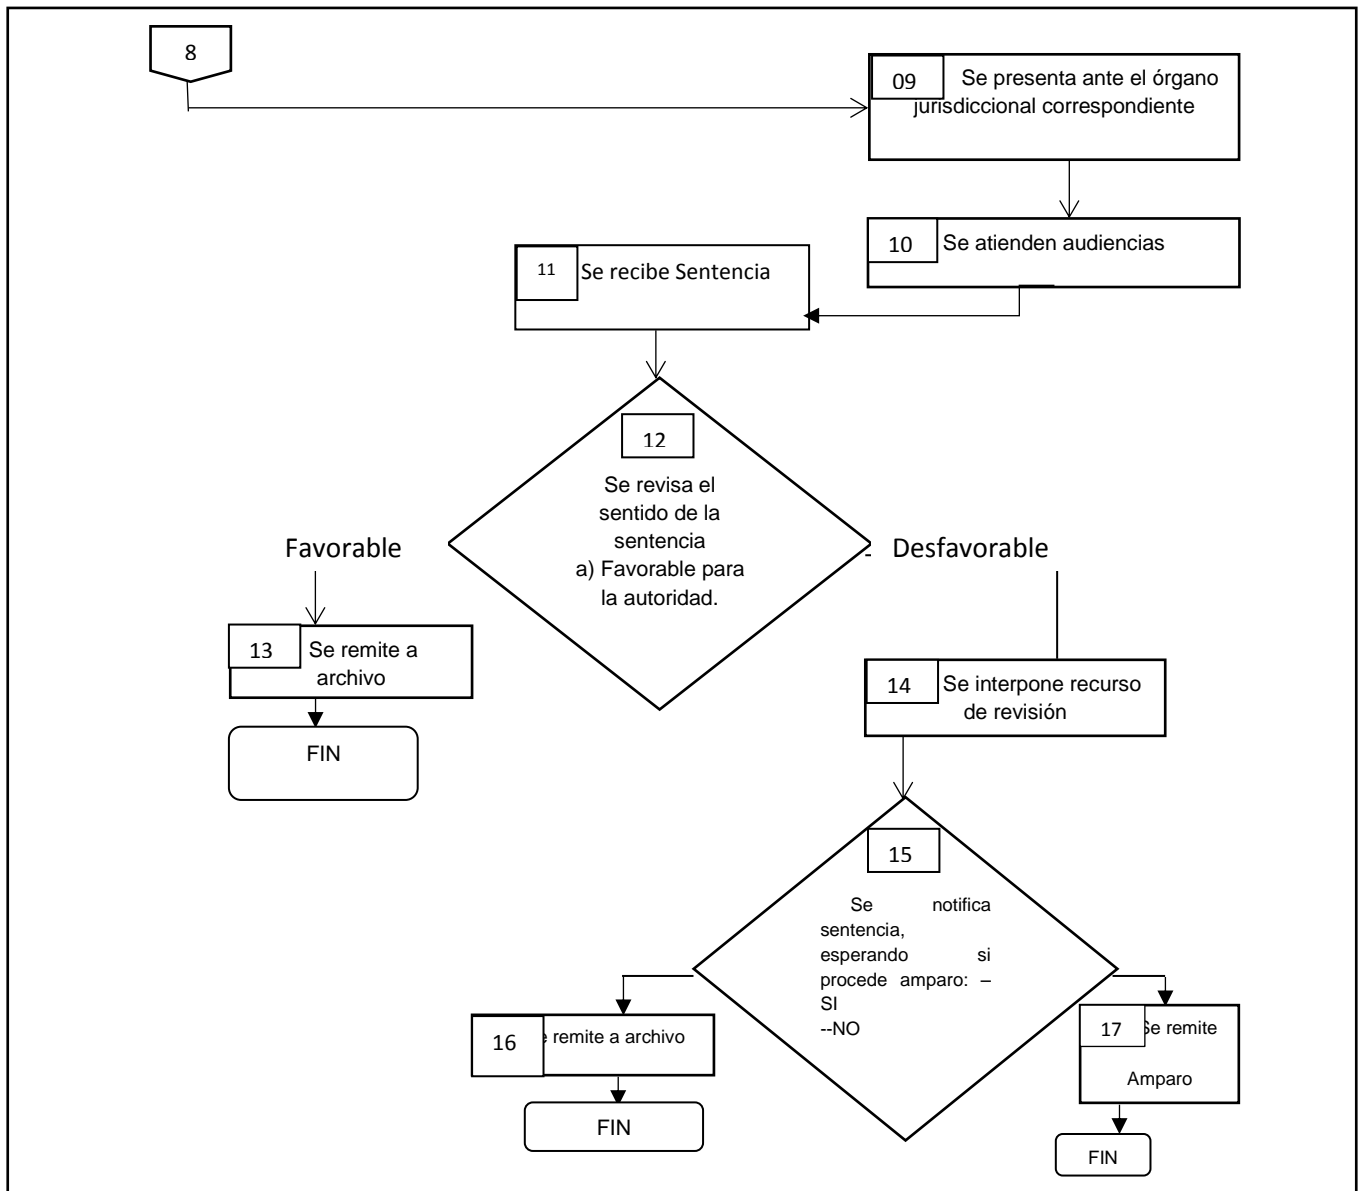 8
09 Se presenta ante el órgano
jurisdiccional correspondiente
10 Se atienden audiencias
11 Se recibe Sentencia
12
Se revisa el
sentido de la
sentencia
a) Favorable para
la autoridad.
Favorable
- Desfavorable
13 Se remite a
archivo
FIN
14 Se interpone recurso
de revisión
15
Se notifica
sentencia,
esperando si
procede amparo: –
SI
--NO
16 e remite a archivo
FIN
17 Se remite
Amparo
FIN